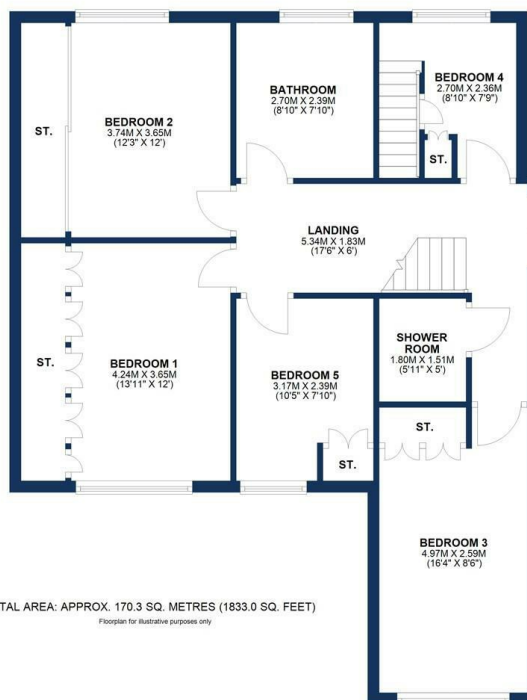 ST.
BEDROOM 2
3.74M X 3.65M
(12'3" X 12')
BATHROOM
2.70M X 2.39M
(8'10" X 7'10")
BEDROOM 4
2.70M X 2.36M
(8'10" X 7'9")
ST.
LANDING
5.34M X 1.83M
(17'6" X 6')
ST.
BEDROOM 1
4.24M X 3.65M
(13'11" X 12')
BEDROOM 5
3.17M X 2.39M
(10'5" X 7'10")
ST.
SHOWER
ROOM
1.80M X 1.51M
(5'11" X 5')
ST.
BEDROOM 3
4.97M X 2.59M
(16'4" X 8'6")
TAL AREA: APPROX. 170.3 SQ. METRES (1833.0 SQ. FEET)
Floorplan for illustrative purposes only